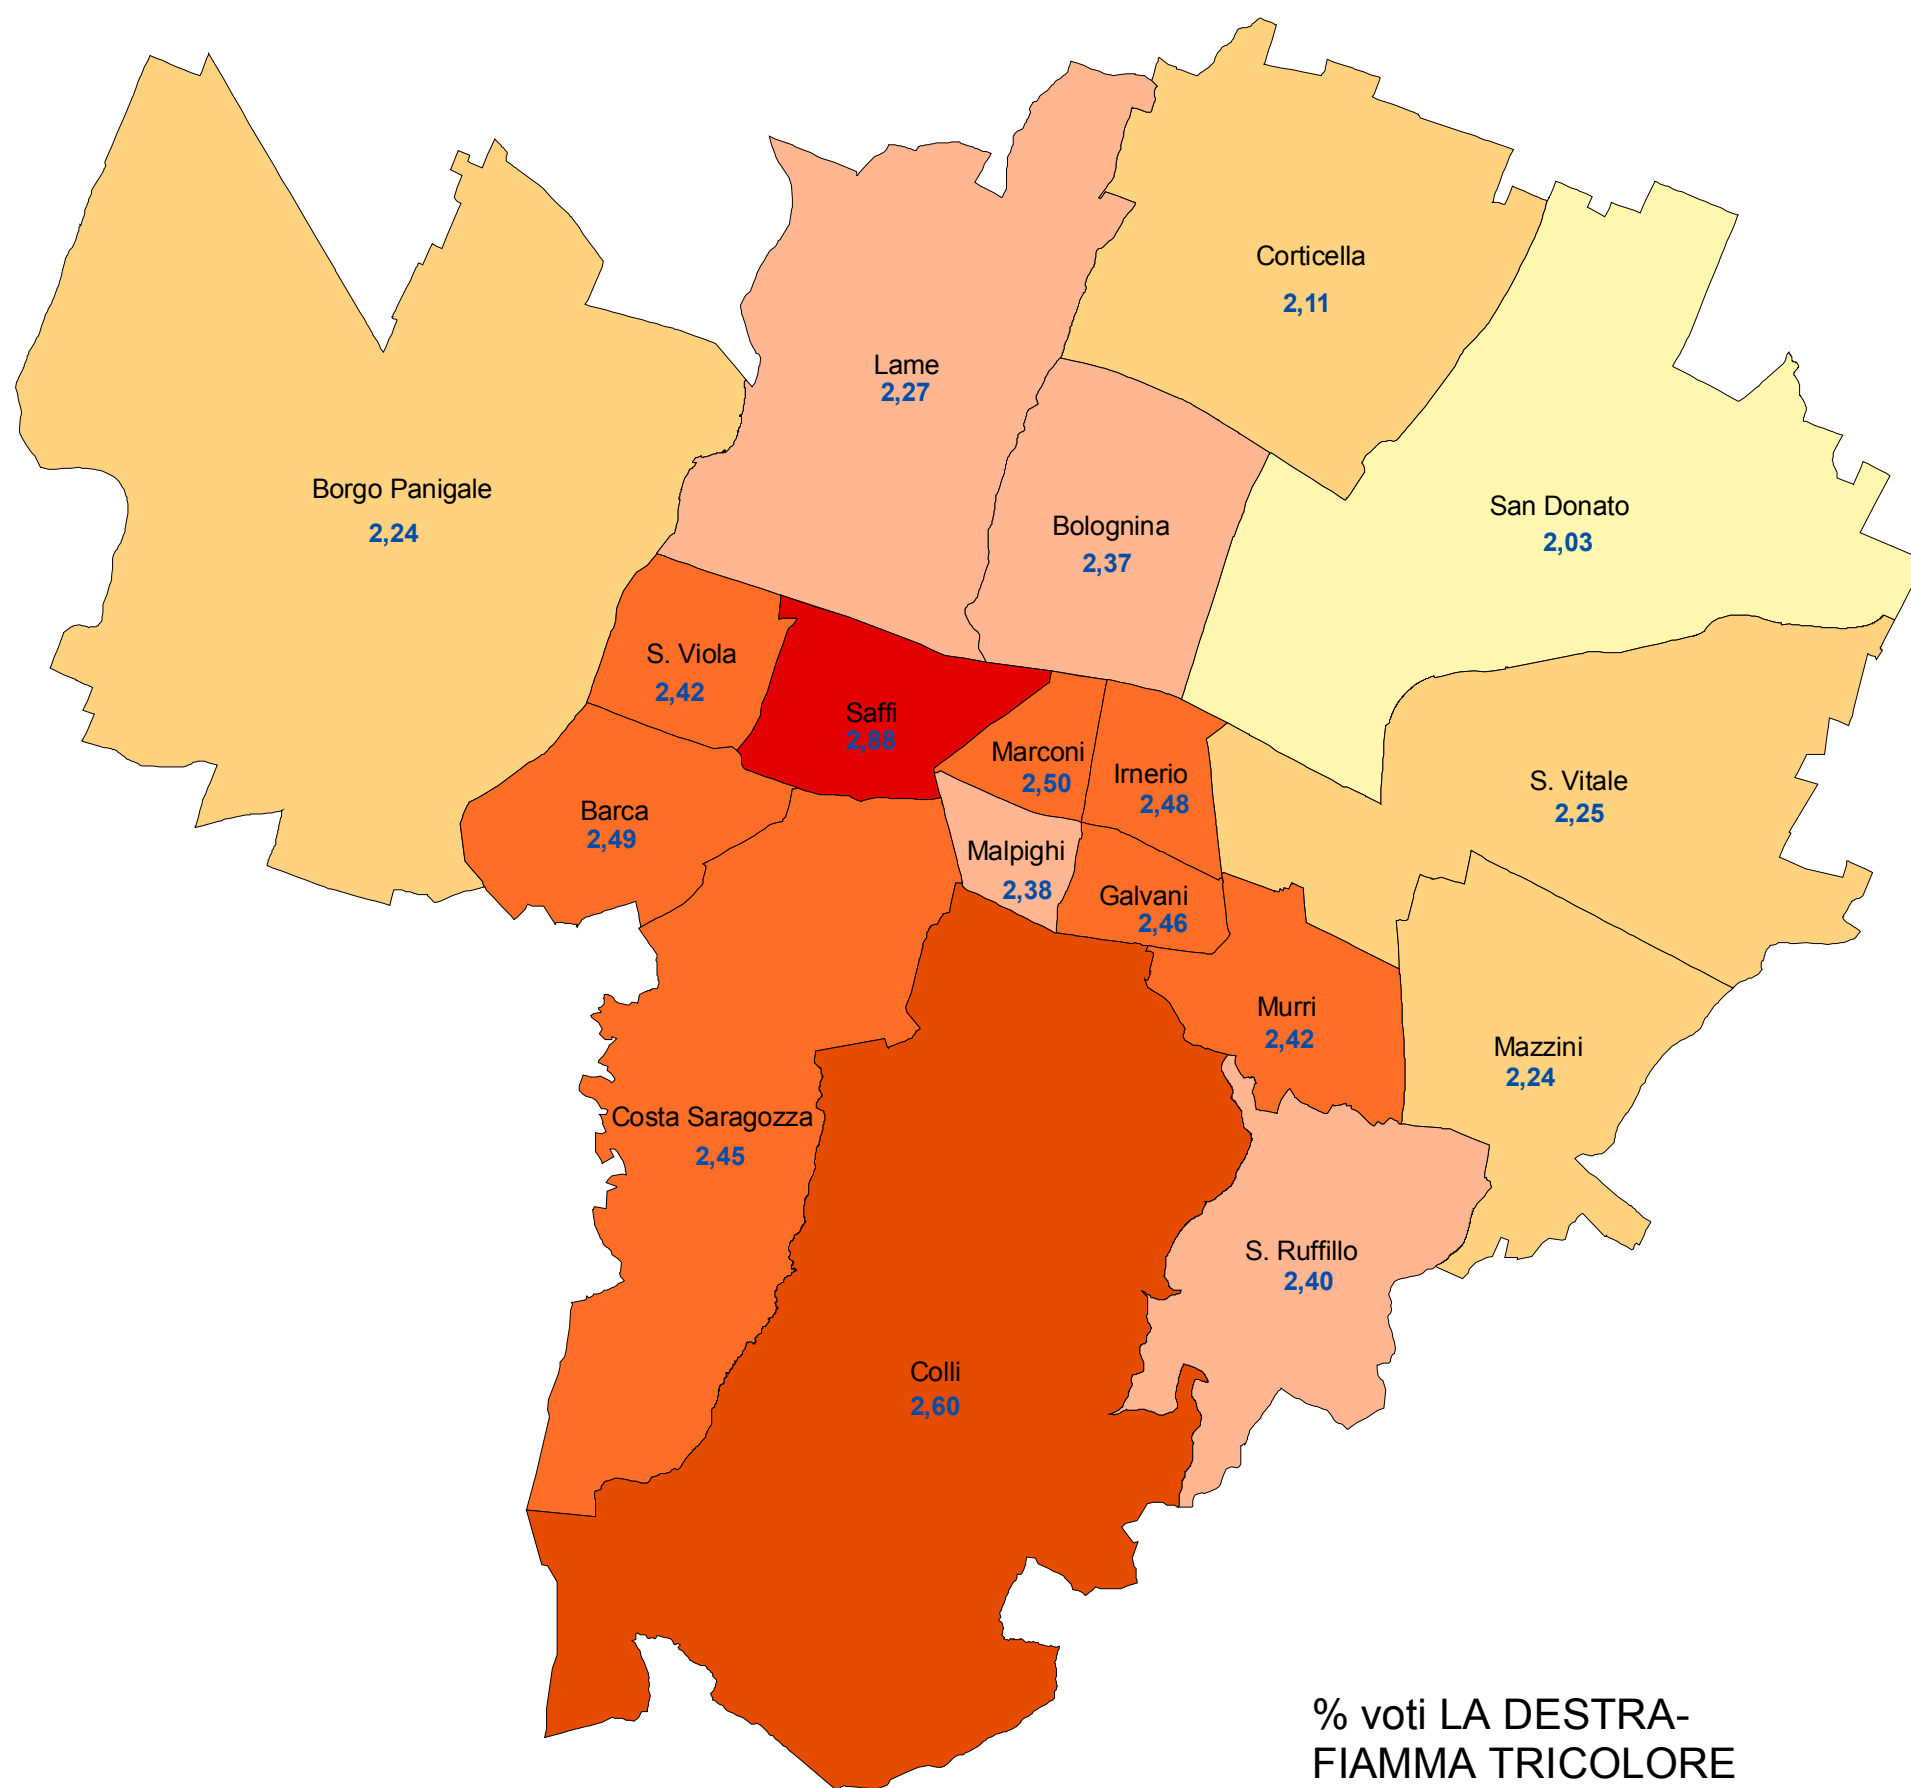 Corticella
2,11
Lame
2,27
Borgo Panigale
2,24
San Donato
2,03
Bolognina
2,37
S. Viola
2,42
Saffi
2,88
Marconi
2,50
Irnerio
2,48
S. Vitale
2,25
Barca
2,49
Malpighi
2,38
Galvani
2,46
Murri
2,42
Mazzini
2,24
Costa Saragozza
2,45
S. Ruffillo
2,40
Colli
2,60
% voti LA DESTRA-
FIAMMA TRICOLORE